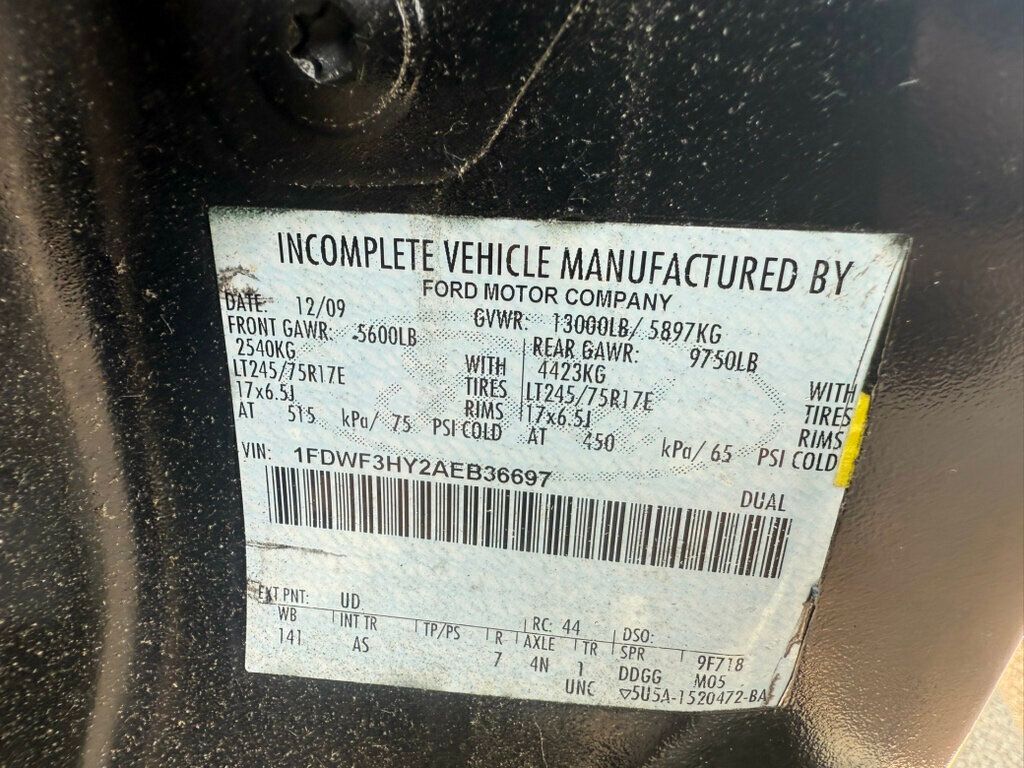 INCOMPLETE VEHICLE MANUFACTURED BY
FORD MOTOR COMPANY
DATE: 12/09 GVWR: 13000LB/ 5897KG
FRONT GAWR: 5600LB REAR GAWR: 9750LB
2540KG WITH 4423KG WITH
LT245/75R17E TIRES LT245/75R17E TIRES
17x6.5J RIMS 17x6.5J RIMS
AT 515 kPa/ 75 PSI COLD AT 450 kPa/ 65 PSI COLD
VIN: 1FDWF3HY2AEB36697
DUAL
EXT PNT: UD RC: 44 DSO:
WB INT TR TP/PS R AXLE TR SPR 9F718
141 AS 7 4N 1 DDGG M05
UNC ▽5U5A-1520472-BA